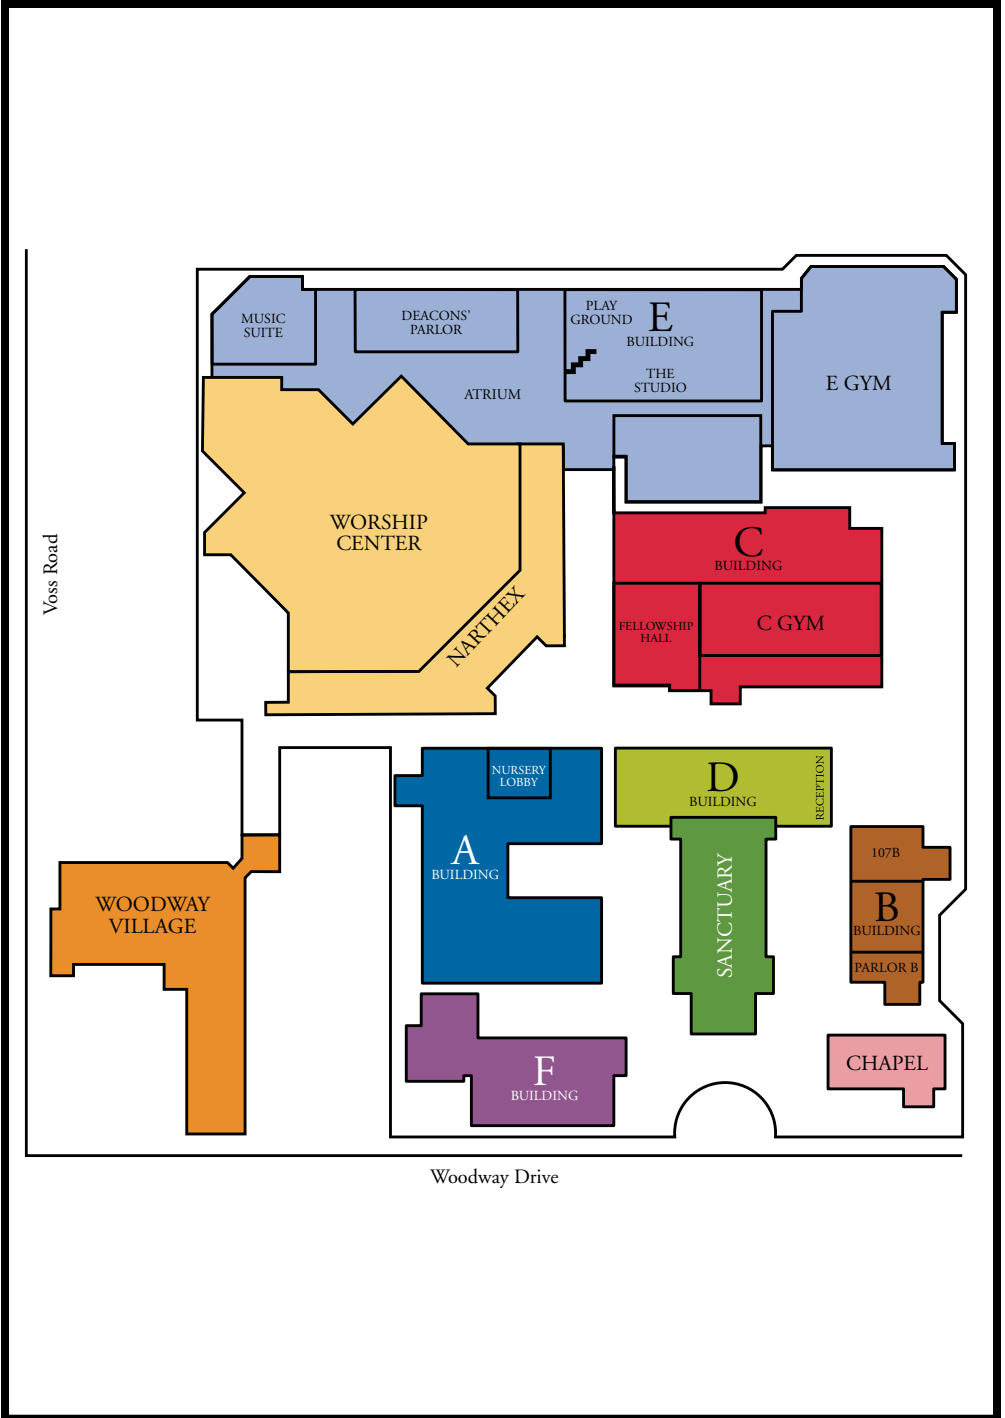 MUSIC
SUITE
DEACONS'
PARLOR
PLAY
GROUND
E
BUILDING
THE
STUDIO
ATRIUM
E GYM
WORSHIP
CENTER
NARTHEX
C
BUILDING
FELLOWSHIP
HALL
C GYM
Voss Road
NURSERY
LOBBY
A
BUILDING
D
BUILDING
RECEPTION
SANCTUARY
107B
B
BUILDING
PARLOR B
WOODWAY
VILLAGE
F
BUILDING
CHAPEL
Woodway Drive